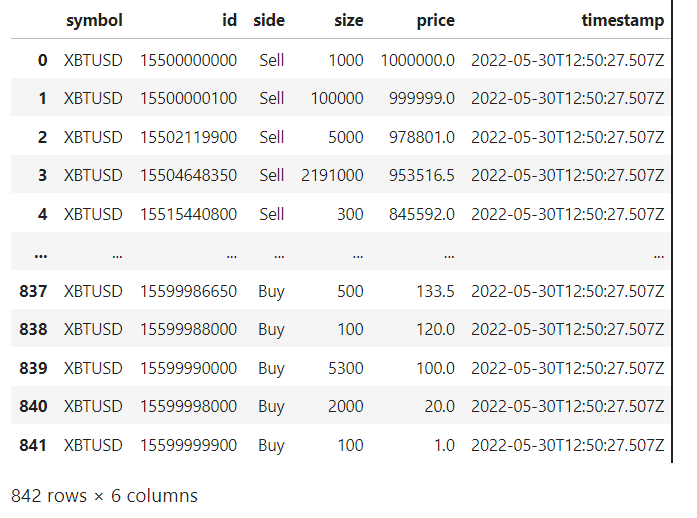 symbol id side size price timestamp
0 XBTUSD 15500000000 Sell 1000 1000000.0 2022-05-30T12:50:27.507Z
1 XBTUSD 15500000100 Sell 100000 999999.0 2022-05-30T12:50:27.507Z
2 XBTUSD 15502119900 Sell 5000 978801.0 2022-05-30T12:50:27.507Z
3 XBTUSD 15504648350 Sell 2191000 953516.5 2022-05-30T12:50:27.507Z
4 XBTUSD 15515440800 Sell 300 845592.0 2022-05-30T12:50:27.507Z
... ... ... ... ... ... ...
837 XBTUSD 15599986650 Buy 500 133.5 2022-05-30T12:50:27.507Z
838 XBTUSD 15599988000 Buy 100 120.0 2022-05-30T12:50:27.507Z
839 XBTUSD 15599990000 Buy 5300 100.0 2022-05-30T12:50:27.507Z
840 XBTUSD 15599998000 Buy 2000 20.0 2022-05-30T12:50:27.507Z
841 XBTUSD 15599999900 Buy 100 1.0 2022-05-30T12:50:27.507Z
842 rows × 6 columns